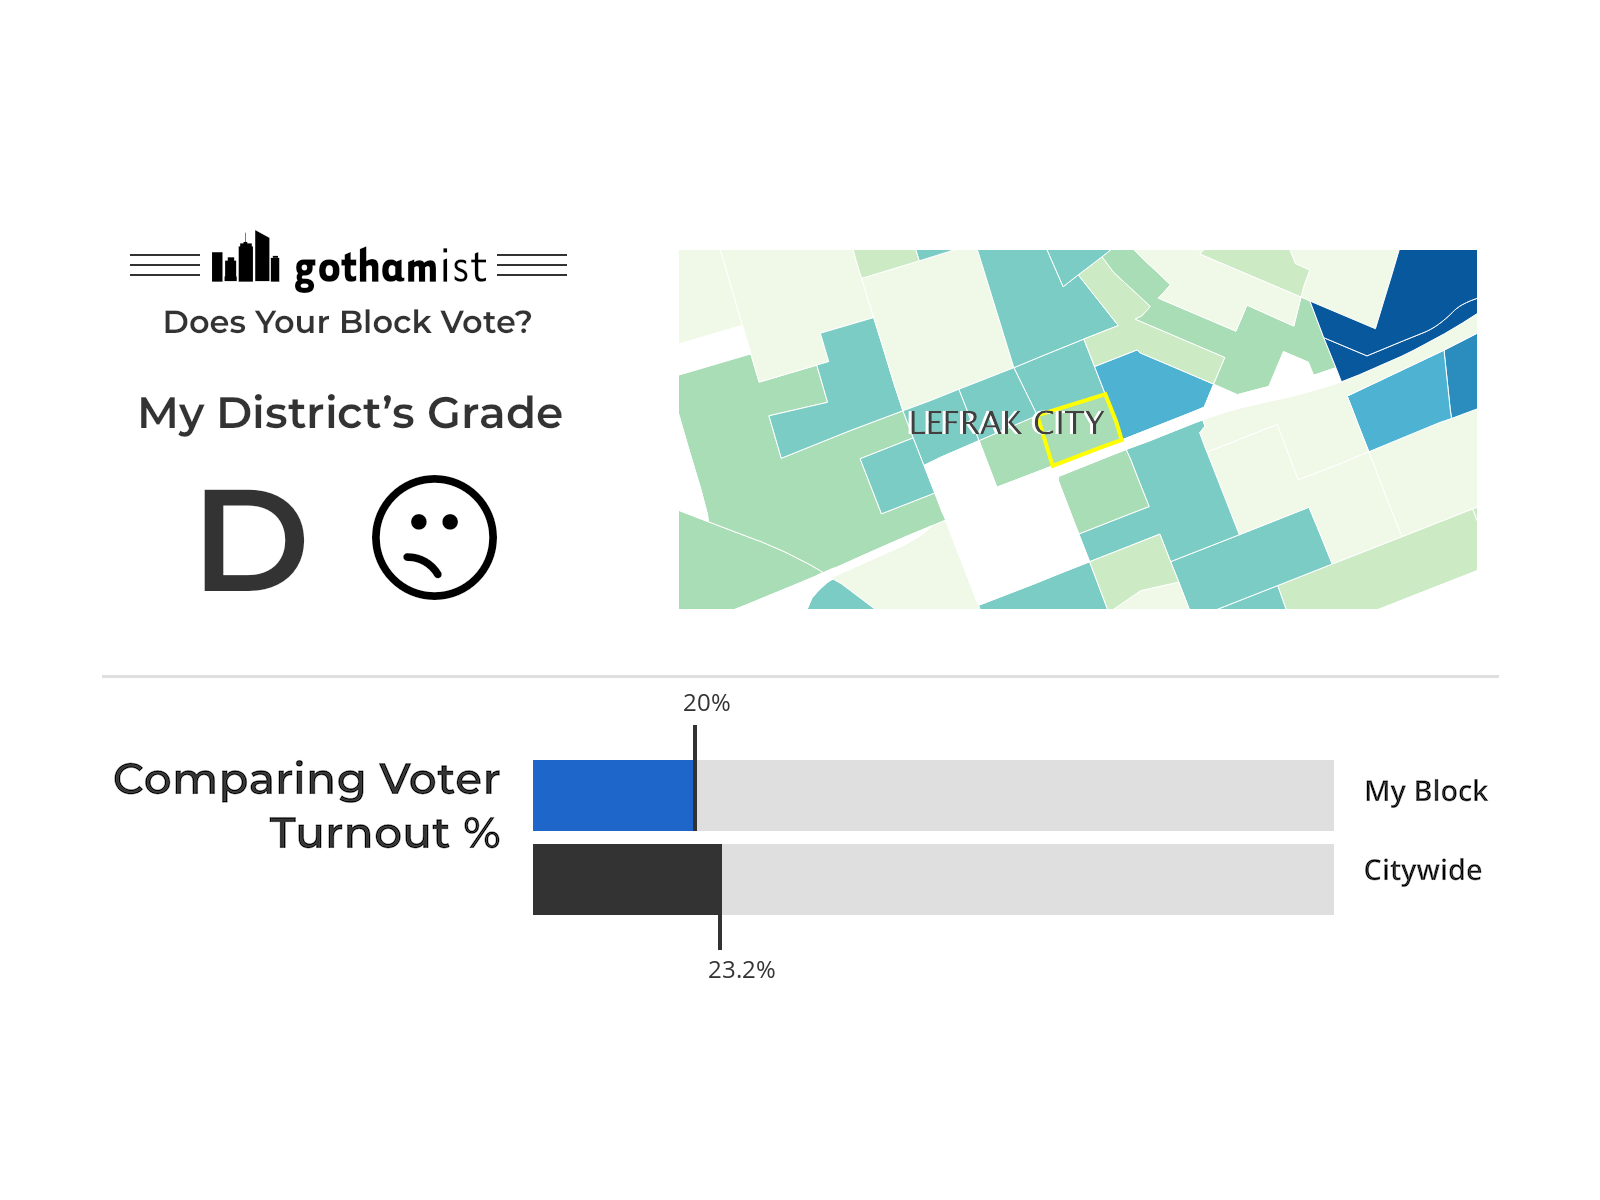 gothamist
Does Your Block Vote?
My District’s Grade
D
LEFRAK CITY
20%
Comparing Voter
Turnout %
My Block
Citywide
23.2%